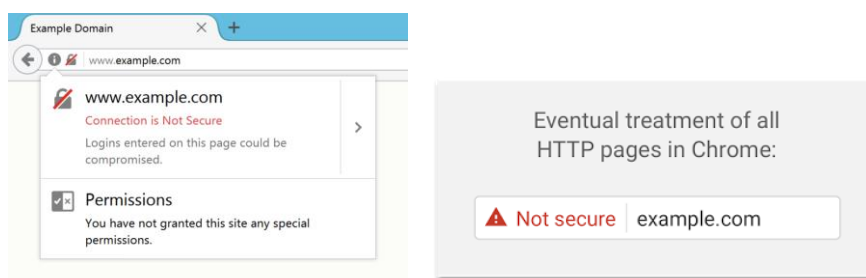 Example Domain
www.example.com
www.example.com
Connection is Not Secure
Logins entered on this page could be
compromised.
Permissions
You have not granted this site any special
permissions.
Eventual treatment of all
HTTP pages in Chrome:
Not secure example.com